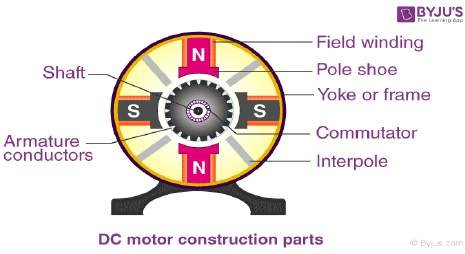 BYJU'S
The Learning App
Field winding
Pole shoe
Yoke or frame
Commutator
Interpole
Shaft
Armature
conductors
N
S
S
N
DC motor construction parts
© Byjus.com